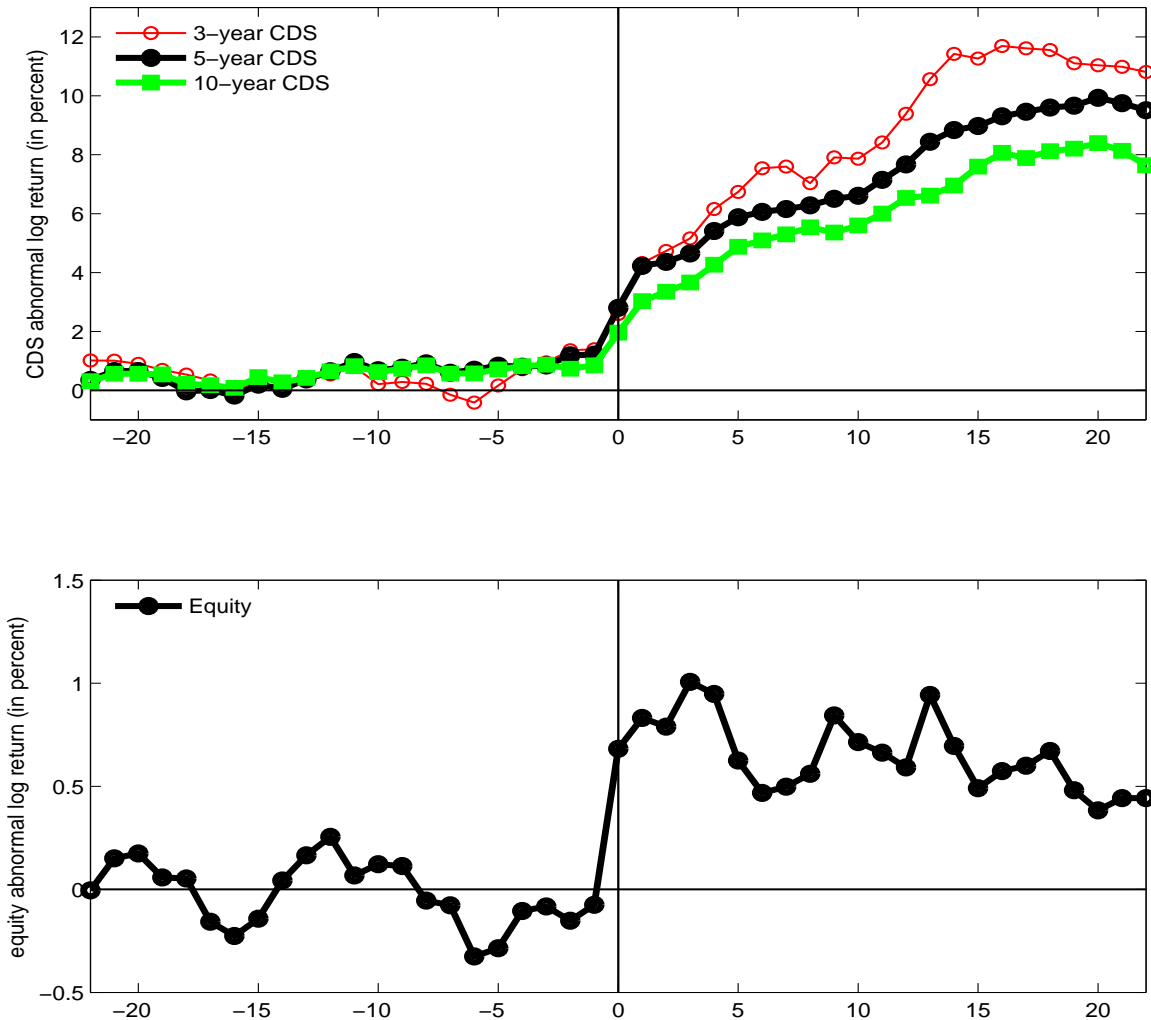 3−year CDS
5−year CDS
10−year CDS
CDS abnormal log return (in percent)
12
10
8
6
4
2
0
−20 −15 −10 −5 0 5 10 15 20
Equity
equity abnormal log return (in percent)
1.5
1
0.5
0
−0.5
−20 −15 −10 −5 0 5 10 15 20